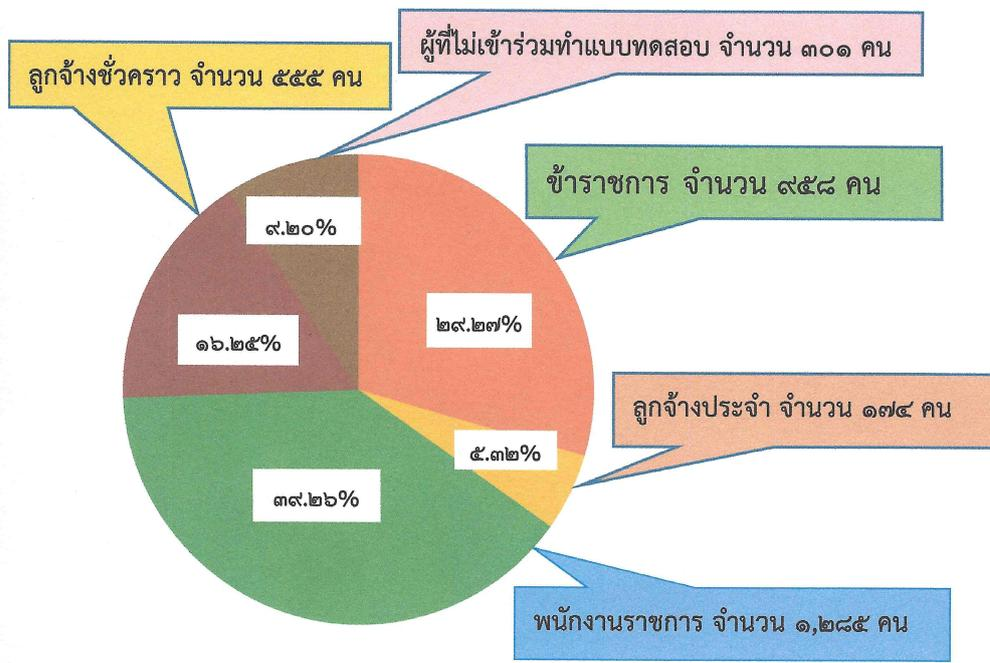 ผู้ที่ไม่เข้าร่วมทำแบบทดสอบ จำนวน ๓๐๑ คน
ลูกจ้างชั่วคราว จำนวน ๕๕๕ คน
ข้าราชการ จำนวน ๙๕๘ คน
๙.๒๐%
๒๙.๒๗%
๑๖.๒๕%
ลูกจ้างประจำ จำนวน ๑๗๔ คน
๕.๓๒%
๓๙.๒๖%
พนักงานราชการ จำนวน ๑,๒๘๕ คน